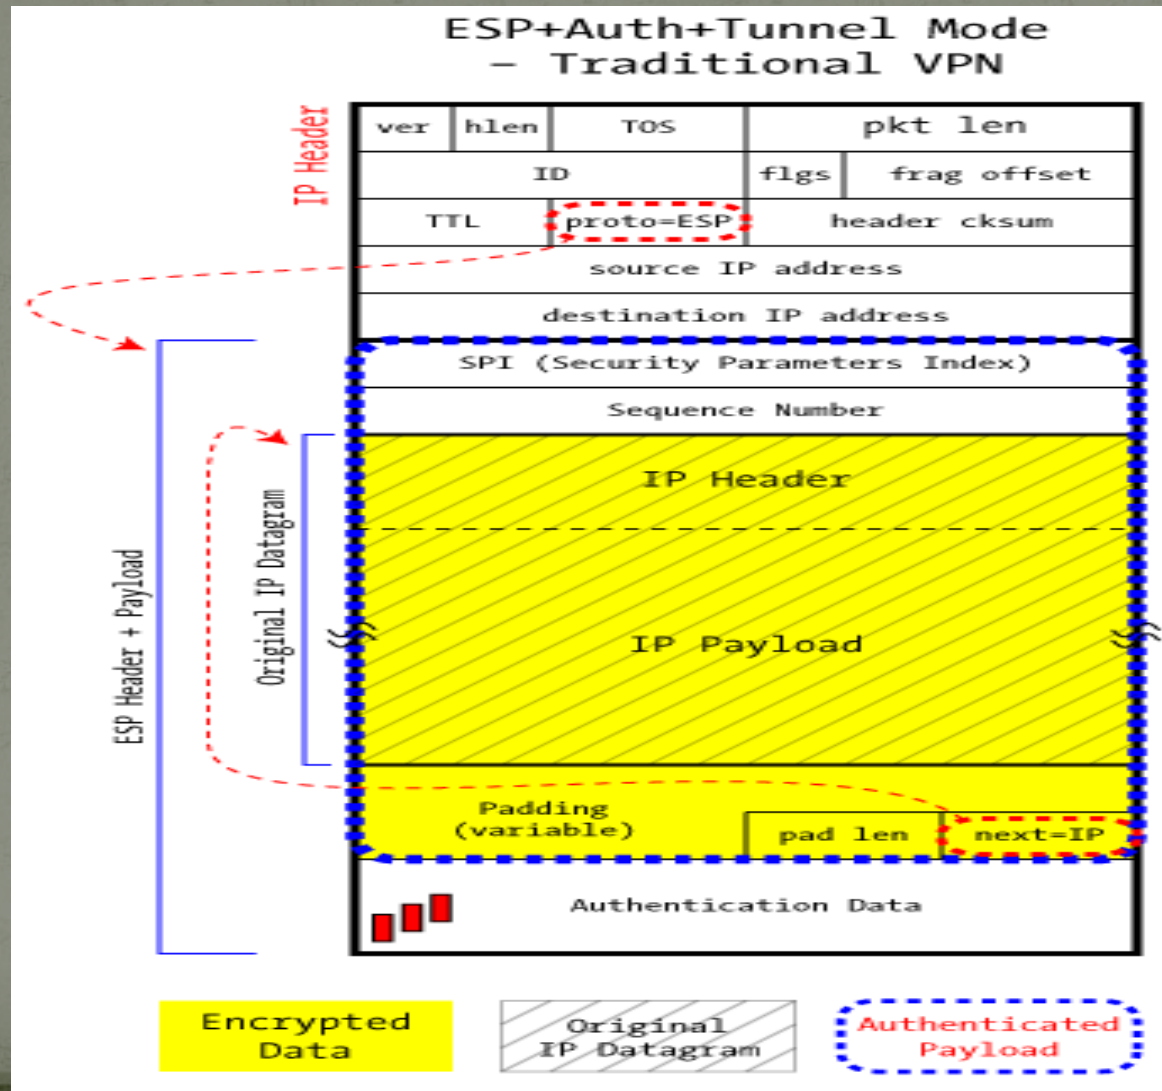 ESP+Auth+Tunnel Mode
– Traditional VPN
IP Header
ver hlen TOS pkt len
ID flgs frag offset
TTL proto=ESP header cksum
source IP address
destination IP address
SPI (Security Parameters Index)
Sequence Number
IP Header
ESP Header + Payload
Original IP Datagram
IP Payload
Padding
(variable)
pad len next=IP
Authentication Data
Encrypted
Data
Original
IP Datagram
Authenticated
Payload